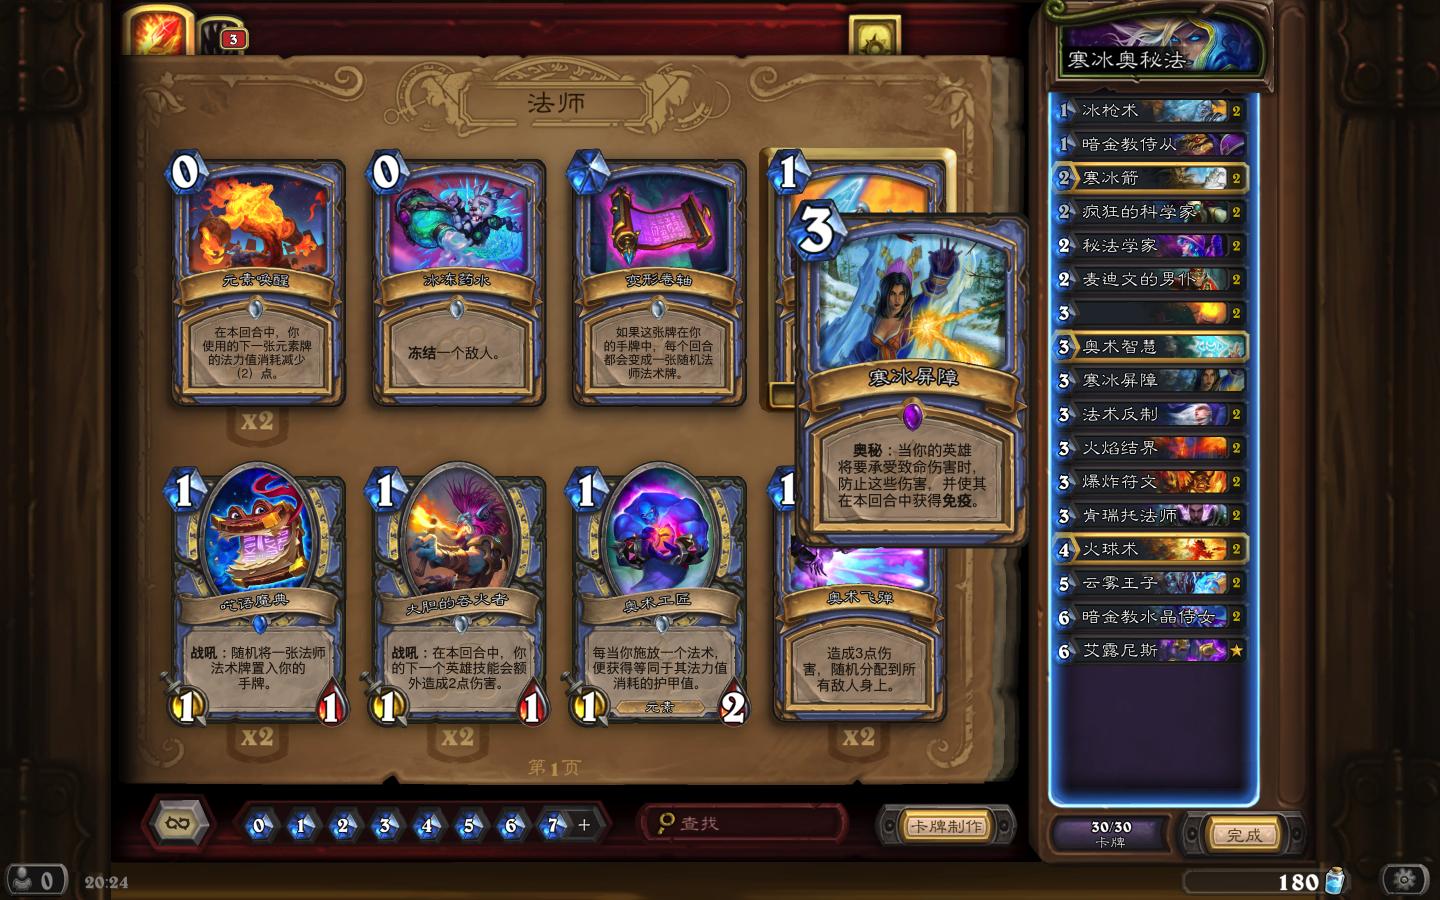 3
寒冰奥秘法
法师
0
元素唤醒
在本回合中，你
使用的下一张元素牌
的法力值消耗减少
（2）点。
x2
0
冰冻药水
冻结一个敌人。
变形卷轴
如果这张牌在你
的手牌中，每个回合
都会变成一张随机法
师法术牌。
1
3
寒冰屏障
奥秘：当你的英雄
将要承受致命伤害时，
防止这些伤害，并使其
在本回合中获得免疫。
1
呓语魔典
战吼：随机将一张法师
法术牌置入你的
手牌。
1
1
x2
1
大胆的吞火者
战吼：在本回合中，你
的下一个英雄技能会额
外造成2点伤害。
1
1
x2
1
奥术工匠
每当你施放一个法术，
便获得等同于其法力值
消耗的护甲值。
元素
1
2
1
奥术飞弹
造成3点伤
害，随机分配到所
有敌人身上。
x2
第1页
1 冰枪术 2
1 暗金教侍从 2
2 寒冰箭 2
2 疯狂的科学家 2
2 秘法学家 2
2 麦迪文的男仆 2
3 2
3 奥术智慧 2
3 寒冰屏障 2
3 法术反制 2
3 火焰结界 2
3 爆炸符文 2
3 肯瑞托法师 2
4 火球术 2
5 云雾王子 2
6 暗金教水晶侍女 2
6 艾露尼斯
0 1 2 3 4 5 6 7 +
查找
卡牌制作
30/30
卡牌
完成
0
20:24
180